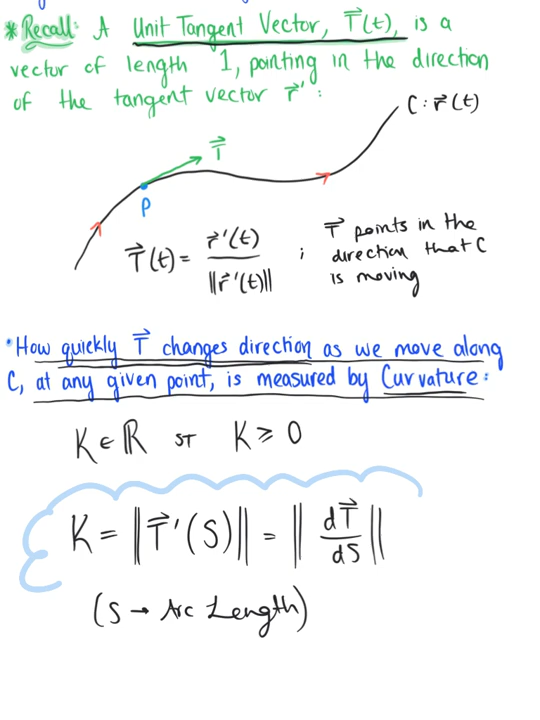 * Recall: A Unit Tangent Vector, T⃗(t), is a
vector of length 1, pointing in the direction
of the tangent vector r⃗':
C: r⃗(t)
T⃗
P
T⃗(t) = r⃗'(t) / ||r⃗'(t)|| ; T⃗ points in the
direction that C
is moving
• How quickly T⃗ changes direction as we move along
C, at any given point, is measured by Curvature:
K ∈ ℝ ST K ≥ 0
K = ||T⃗'(S)|| = || dT⃗/dS ||
(S → Arc Length)